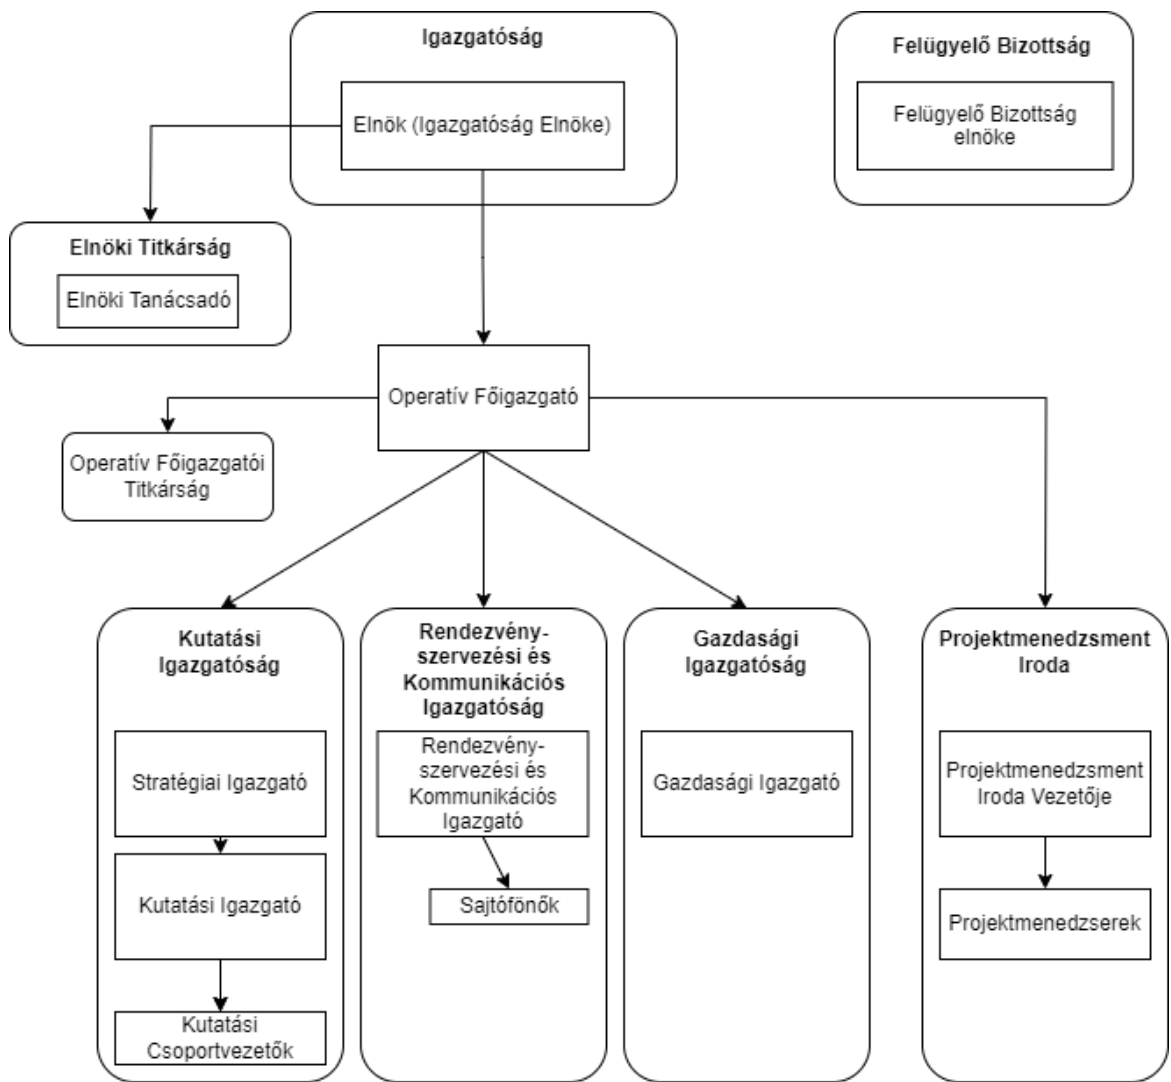 Igazgatóság
Elnök (Igazgatóság Elnöke)
Felügyelő Bizottság
Felügyelő Bizottság
elnöke
Elnöki Titkárság
Elnöki Tanácsadó
Operatív Főigazgató
Operatív Főigazgatói
Titkárság
Kutatási
Igazgatóság
Stratégiai Igazgató
Kutatási Igazgató
Kutatási
Csoportvezetők
Rendezvény-
szervezési és
Kommunikációs
Igazgatóság
Rendezvény-
szervezési és
Kommunikációs
Igazgató
Sajtófönők
Gazdasági
Igazgatóság
Gazdasági Igazgató
Projektmenedzsment
Iroda
Projektmenedzsment
Iroda Vezetője
Projektmenedzserek